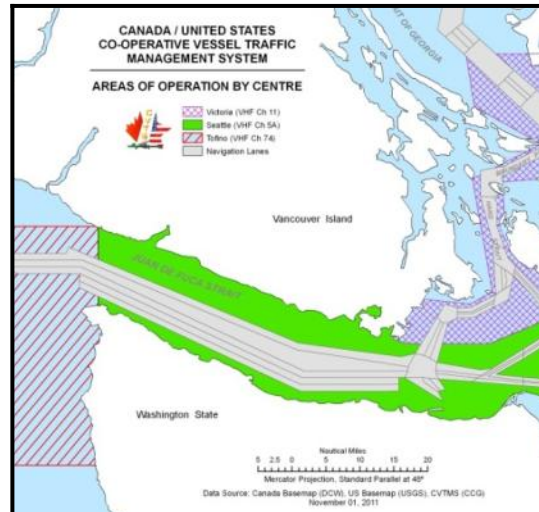 CANADA / UNITED STATES
CO-OPERATIVE VESSEL TRAFFIC
MANAGEMENT SYSTEM
AREAS OF OPERATION BY CENTRE
Victoria (VHF Ch 11)
Seattle (VHF Ch 5A)
Tofino (VHF Ch 74)
Navigation Lanes
OF GEORGIA
Vancouver Island
JUAN DE FUCA STRAIT
Washington State
Nautical Miles
5 2.5 0 5 10 15 20
Mercator Projection, Standard Parallel at 48°
Data Source: Canada Basemap (DCW), US Basemap (USGS), CVTMS (CCG)
November 01, 2011